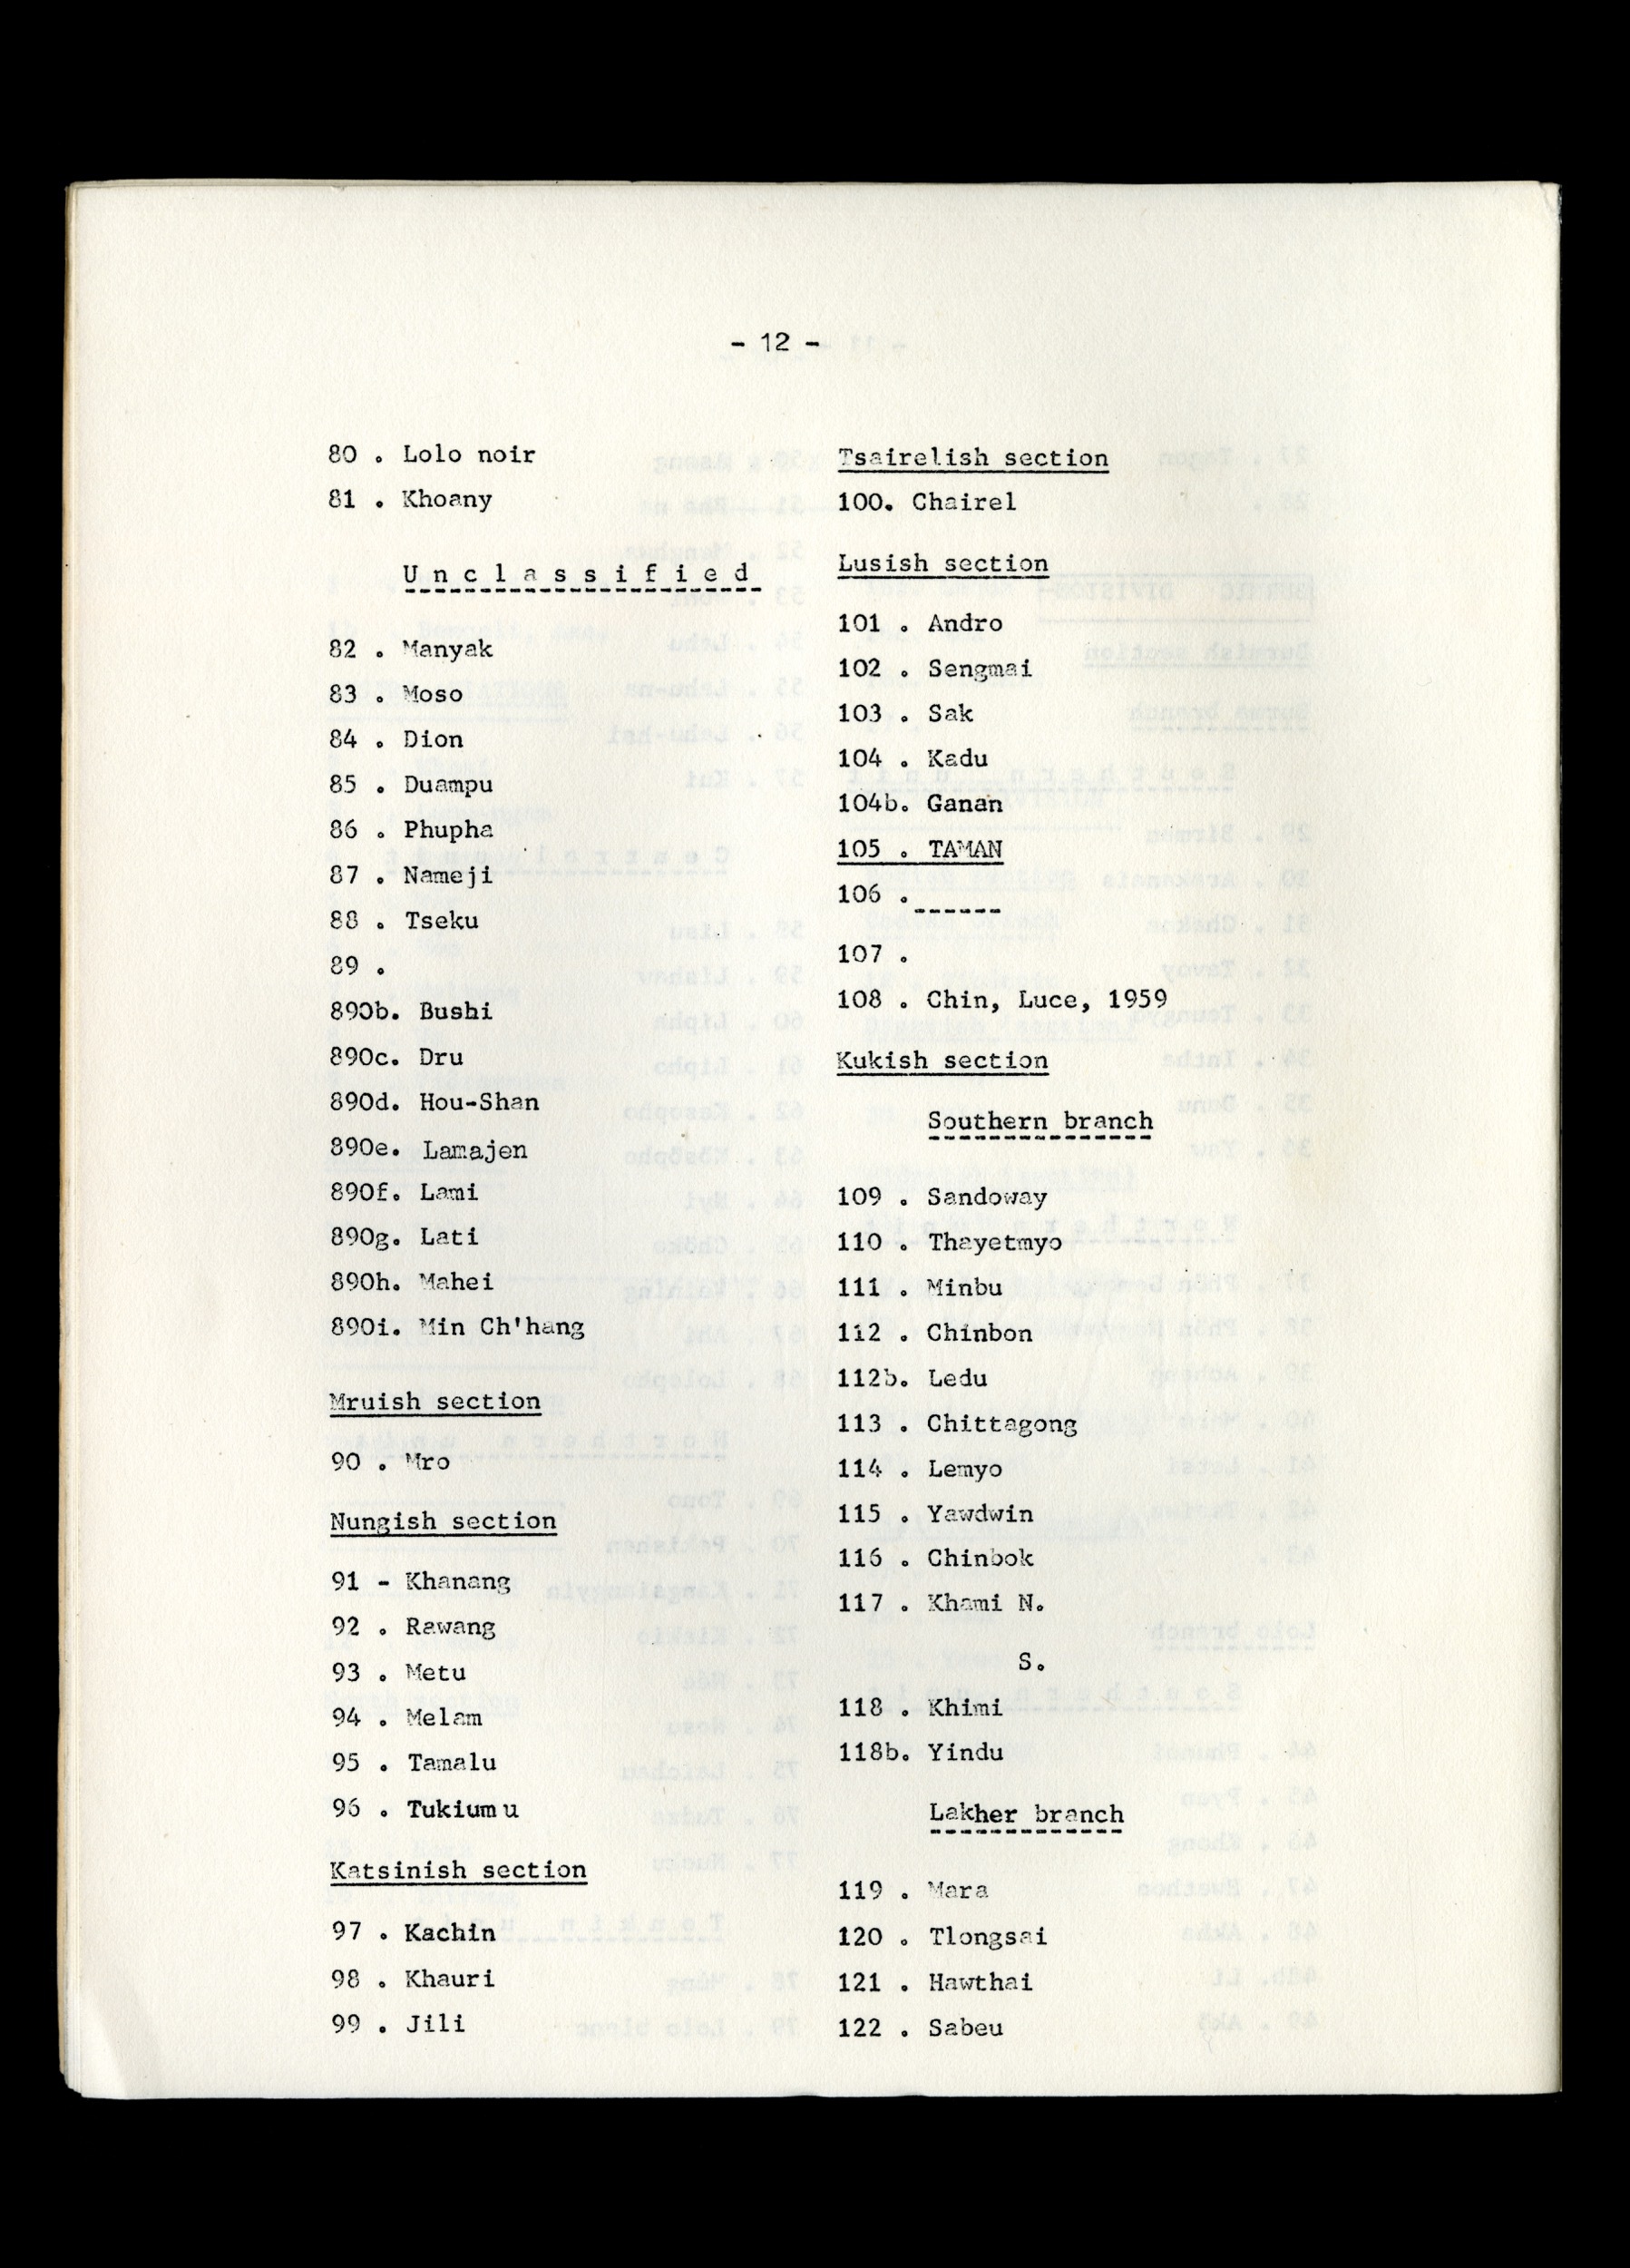 - 12 -
80 . Lolo noir
81 . Khoany
Unclassified
82 . Manyak
83 . Moso
84 . Dion
85 . Duampu
86 . Phupha
87 . Nameji
88 . Tseku
89 .
890b. Bushi
890c. Dru
890d. Hou-Shan
890e. Lamajen
890f. Lami
890g. Lati
890h. Mahei
890i. Min Ch'hang
Mruish section
90 . Mro
Nungish section
91 - Khanang
92 . Rawang
93 . Metu
94 . Melam
95 . Tamalu
96 . Tukiumu
Katsinish section
97 . Kachin
98 . Khauri
99 . Jili
Tsairelish section
100. Chairel
Lusish section
101 . Andro
102 . Sengmai
103 . Sak
104 . Kadu
104b. Ganan
105 . TAMAN
106 .
107 .
108 . Chin, Luce, 1959
Kukish section
Southern branch
109 . Sandoway
110 . Thayetmyo
111 . Minbu
112 . Chinbon
112b. Ledu
113 . Chittagong
114 . Lemyo
115 . Yawdwin
116 . Chinbok
117 . Khami N.
S.
118 . Khimi
118b. Yindu
Lakher branch
119 . Mara
120 . Tlongsai
121 . Hawthai
122 . Sabeu